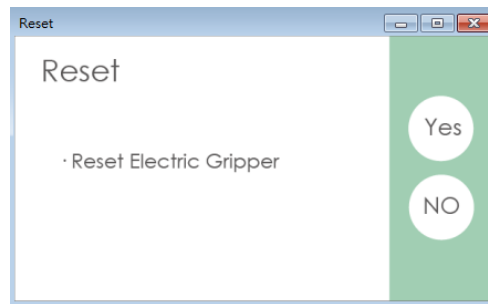 Reset
Reset
· Reset Electric Gripper
Yes
NO